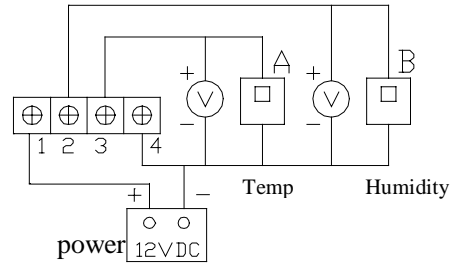 A B
+ V + V
− −
1 2 3 4
Temp Humidity
+ −
power 12VDC